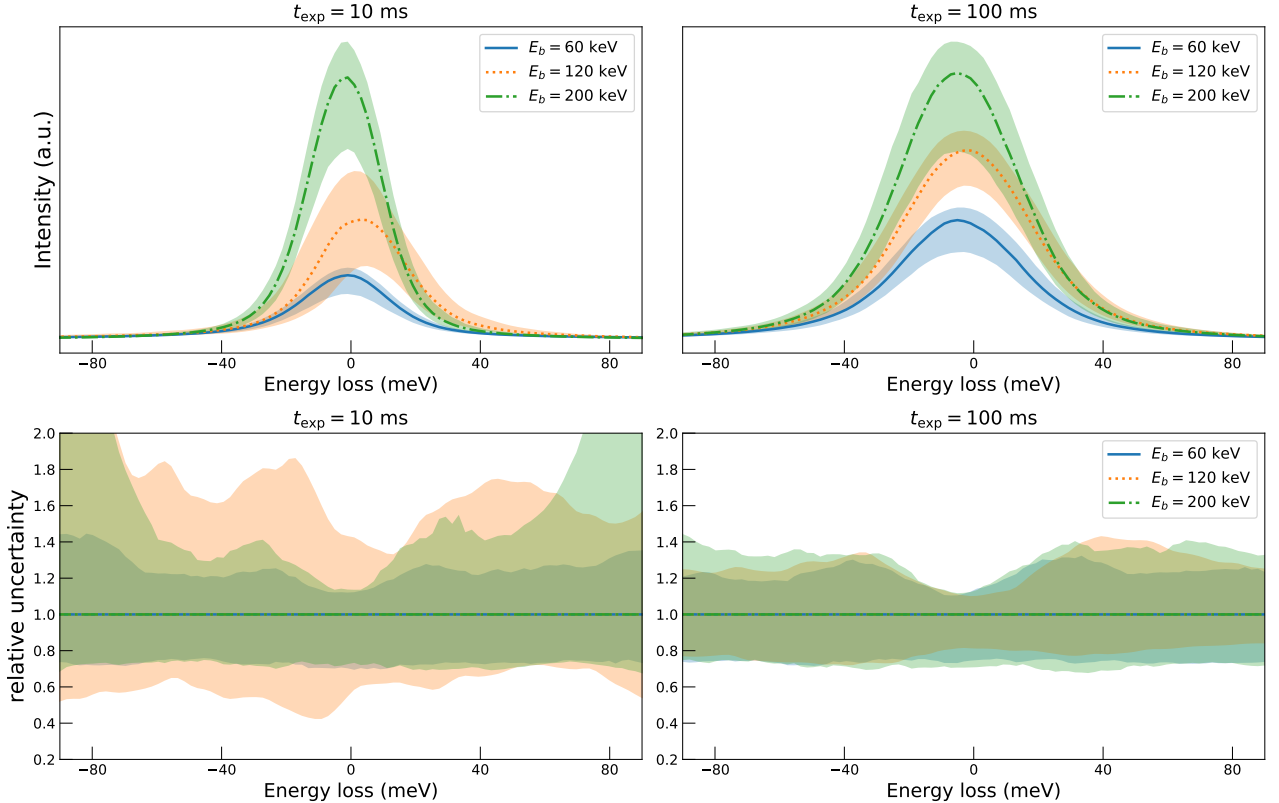 t_exp = 10 ms
E_b = 60 keV
E_b = 120 keV
E_b = 200 keV
Intensity (a.u.)
−80 −40 0 40 80
Energy loss (meV)
t_exp = 100 ms
E_b = 60 keV
E_b = 120 keV
E_b = 200 keV
−80 −40 0 40 80
Energy loss (meV)
t_exp = 10 ms
relative uncertainty
2.0
1.8
1.6
1.4
1.2
1.0
0.8
0.6
0.4
0.2
−80 −40 0 40 80
Energy loss (meV)
t_exp = 100 ms
E_b = 60 keV
E_b = 120 keV
E_b = 200 keV
2.0
1.8
1.6
1.4
1.2
1.0
0.8
0.6
0.4
0.2
−80 −40 0 40 80
Energy loss (meV)